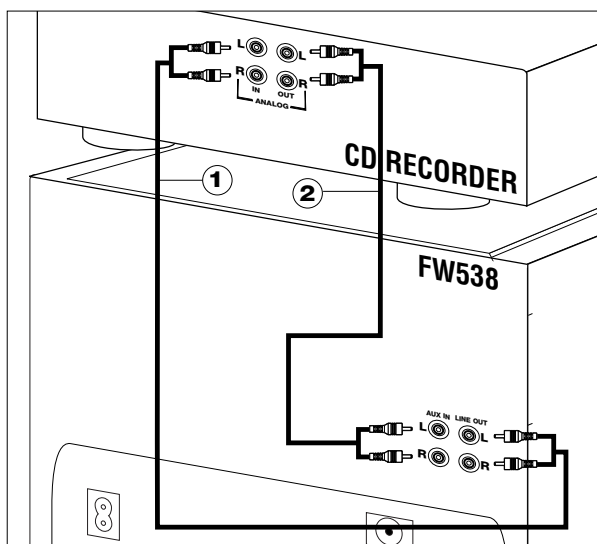 L L
R R
IN OUT
ANALOG
CD RECORDER
1 2
FW538
AUX IN LINE OUT
L L
R R